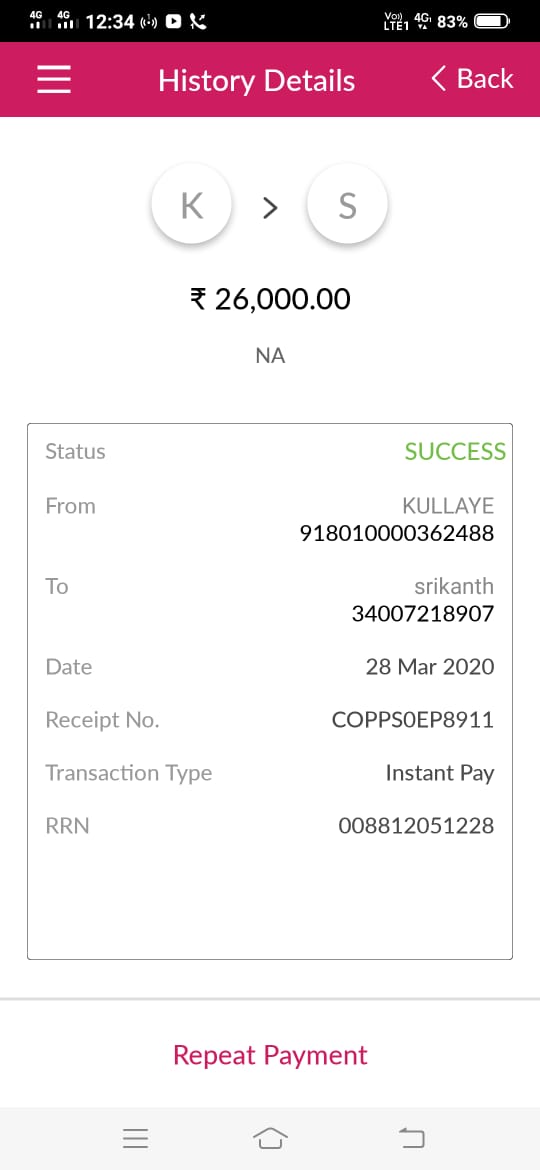 4G 4G 12:34 Vo)) LTE1 4G 83%
History Details
Back
K > S
₹ 26,000.00
NA
Status SUCCESS
From KULLAYE
918010000362488
To srikanth
34007218907
Date 28 Mar 2020
Receipt No. COPPS0EP8911
Transaction Type Instant Pay
RRN 008812051228
Repeat Payment